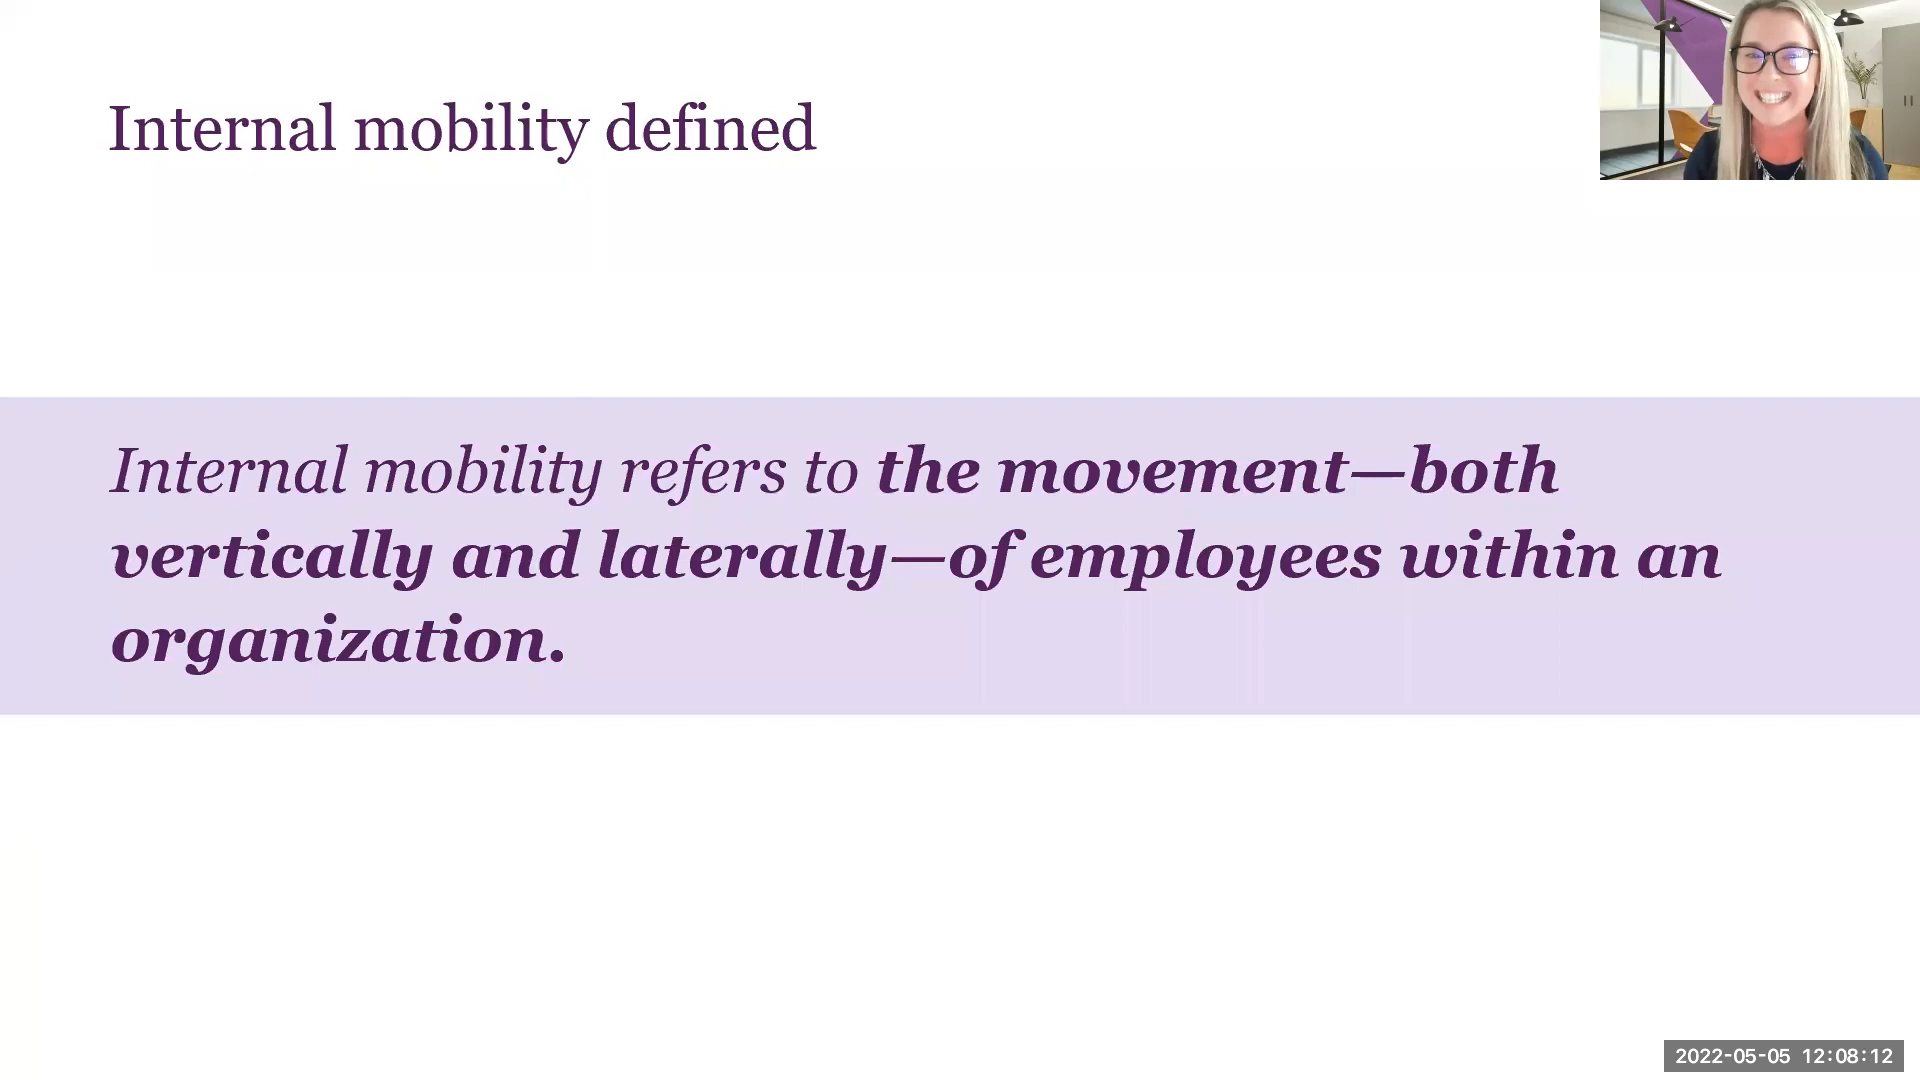 Internal mobility defined
Internal mobility refers to the movement—both
vertically and laterally—of employees within an
organization.
2022-05-05 12:08:12